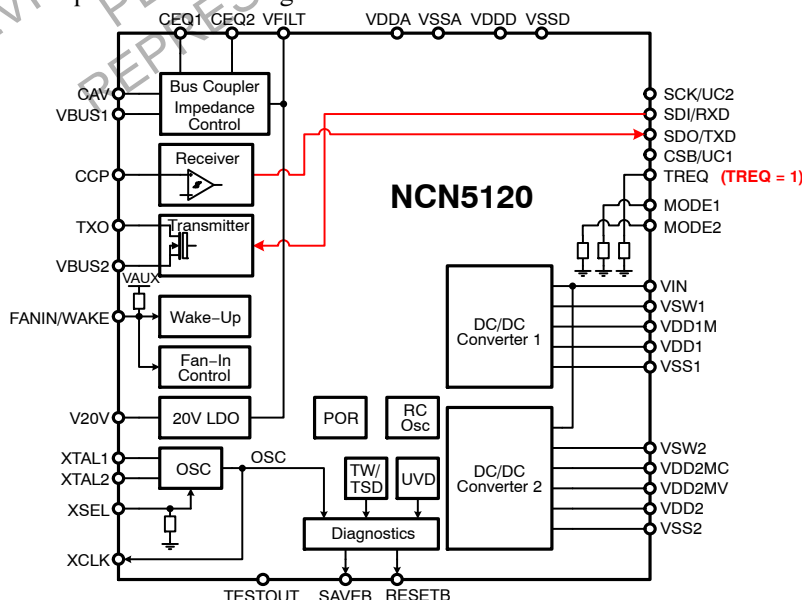 CEQ1 CEQ2 VFILT VDDA VSSA VDDD VSSD
CAV
VBUS1
Bus Coupler
Impedance
Control
CCP
Receiver
TXO
VBUS2
Transmitter
VAUX
FANIN/WAKE
Wake-Up
Fan-In
Control
V20V
20V LDO
XTAL1
XTAL2
OSC
OSC
XSEL
XCLK
NCN5120
POR
RC
Osc
TW/
TSD
UVD
Diagnostics
DC/DC
Converter 1
DC/DC
Converter 2
SCK/UC2
SDI/RXD
SDO/TXD
CSB/UC1
TREQ (TREQ = 1)
MODE1
MODE2
VIN
VSW1
VDD1M
VDD1
VSS1
VSW2
VDD2MC
VDD2MV
VDD2
VSS2
TESTOUT SAVEB RESETB